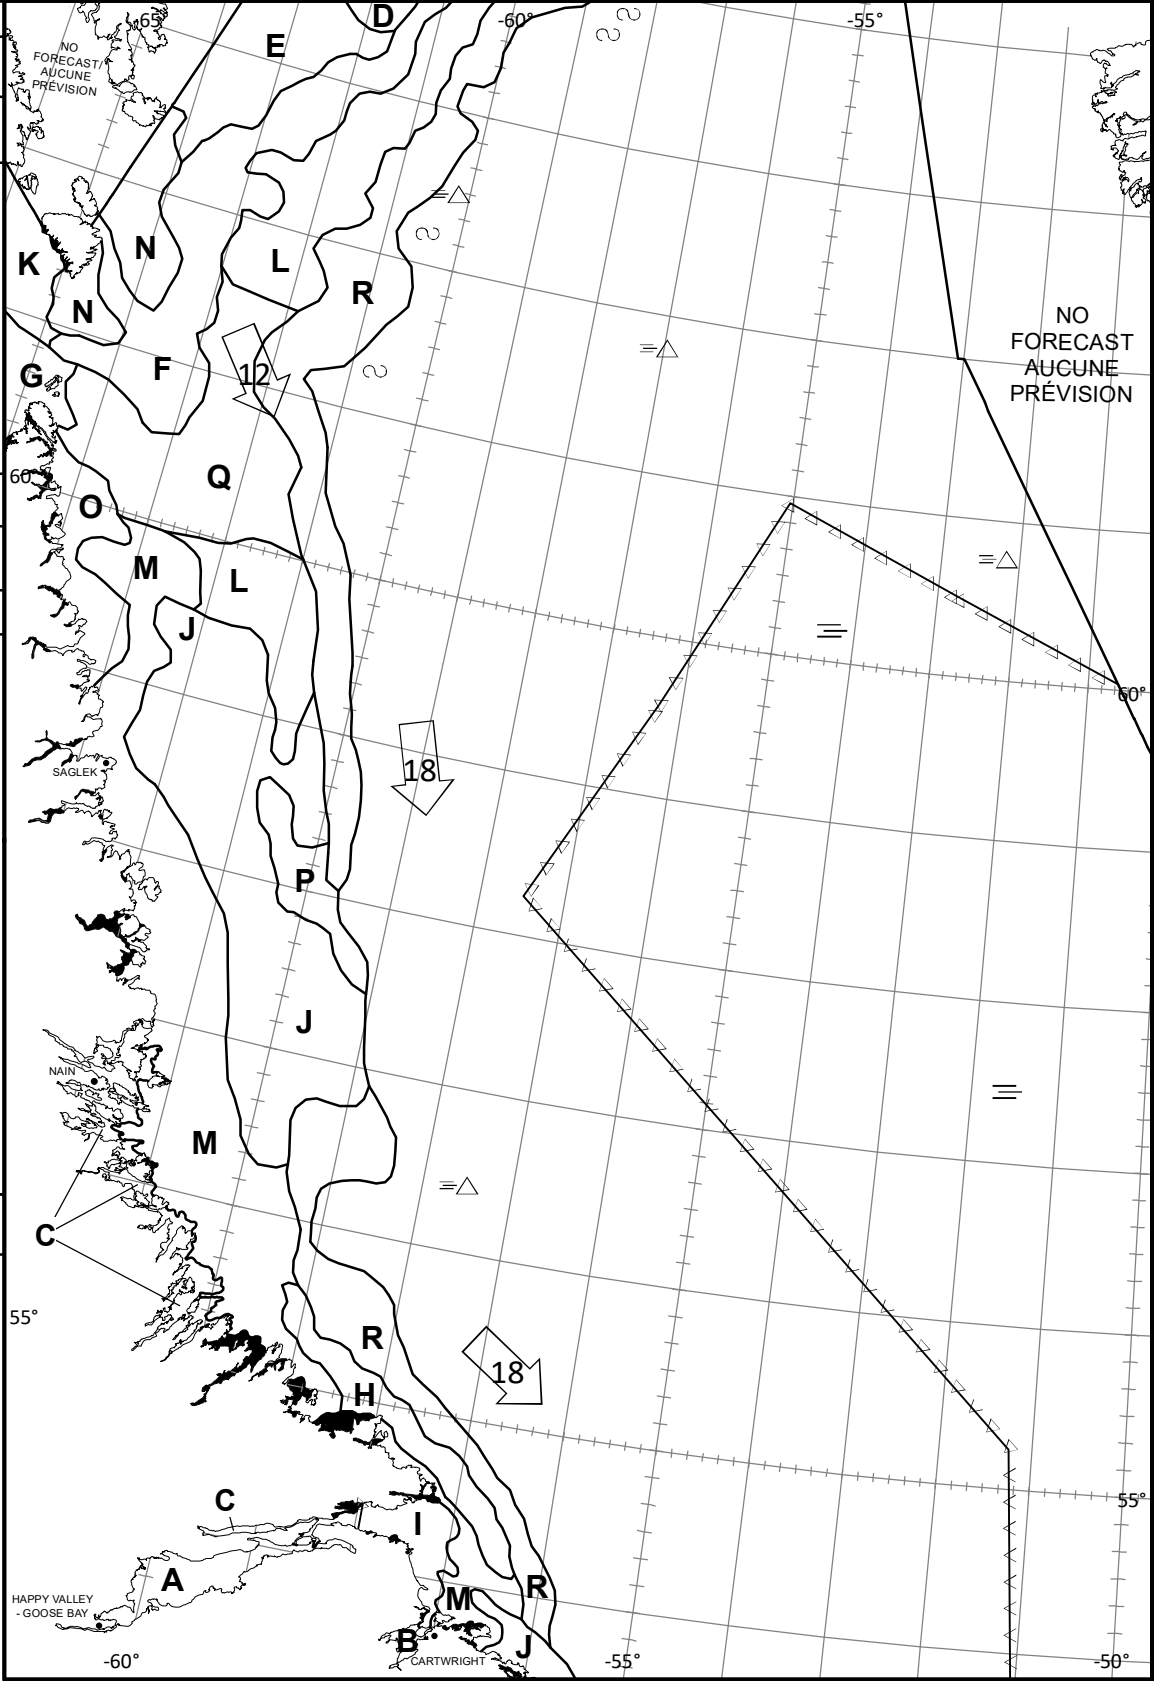 -65°
D
-60°
-55°
E
NO
FORECAST/
AUCUNE
PRÉVISION
N
K
L
R
N
NO
FORECAST
AUCUNE
PRÉVISION
F
G
12
60°
Q
O
M
L
J
60°
SAGLEK
18
P
J
NAIN
M
C
55°
R
18
H
55°
C
I
A
HAPPY VALLEY
- GOOSE BAY
M
R
B
J
CARTWRIGHT
-60°
-55°
-50°